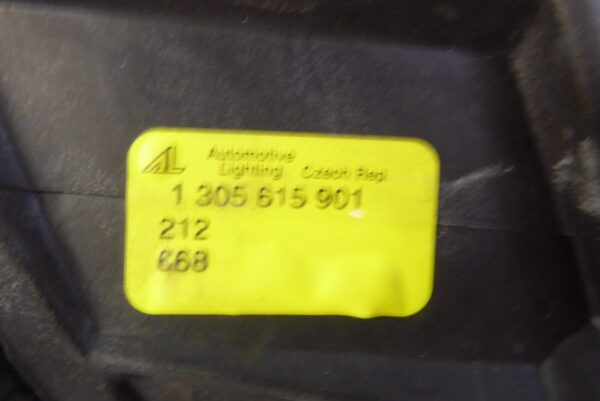 AL Automotive
Lighting Czech Rep.
1 305 615 901
212
668